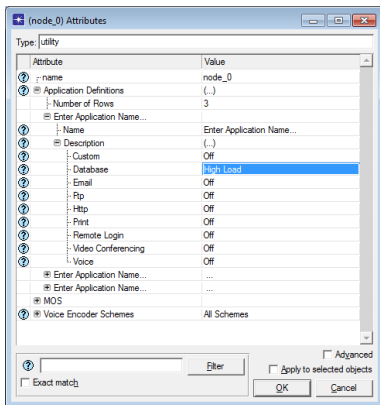 (node_0) Attributes
Type: utility
Attribute Value
name node_0
Application Definitions (...)
Number of Rows 3
Enter Application Name...
Name Enter Application Name...
Description (...)
Custom Off
Database High Load
Email Off
Ftp Off
Http Off
Print Off
Remote Login Off
Video Conferencing Off
Voice Off
Enter Application Name... ...
Enter Application Name... ...
MOS
Voice Encoder Schemes All Schemes
Advanced
Filter
Apply to selected objects
Exact match
OK Cancel